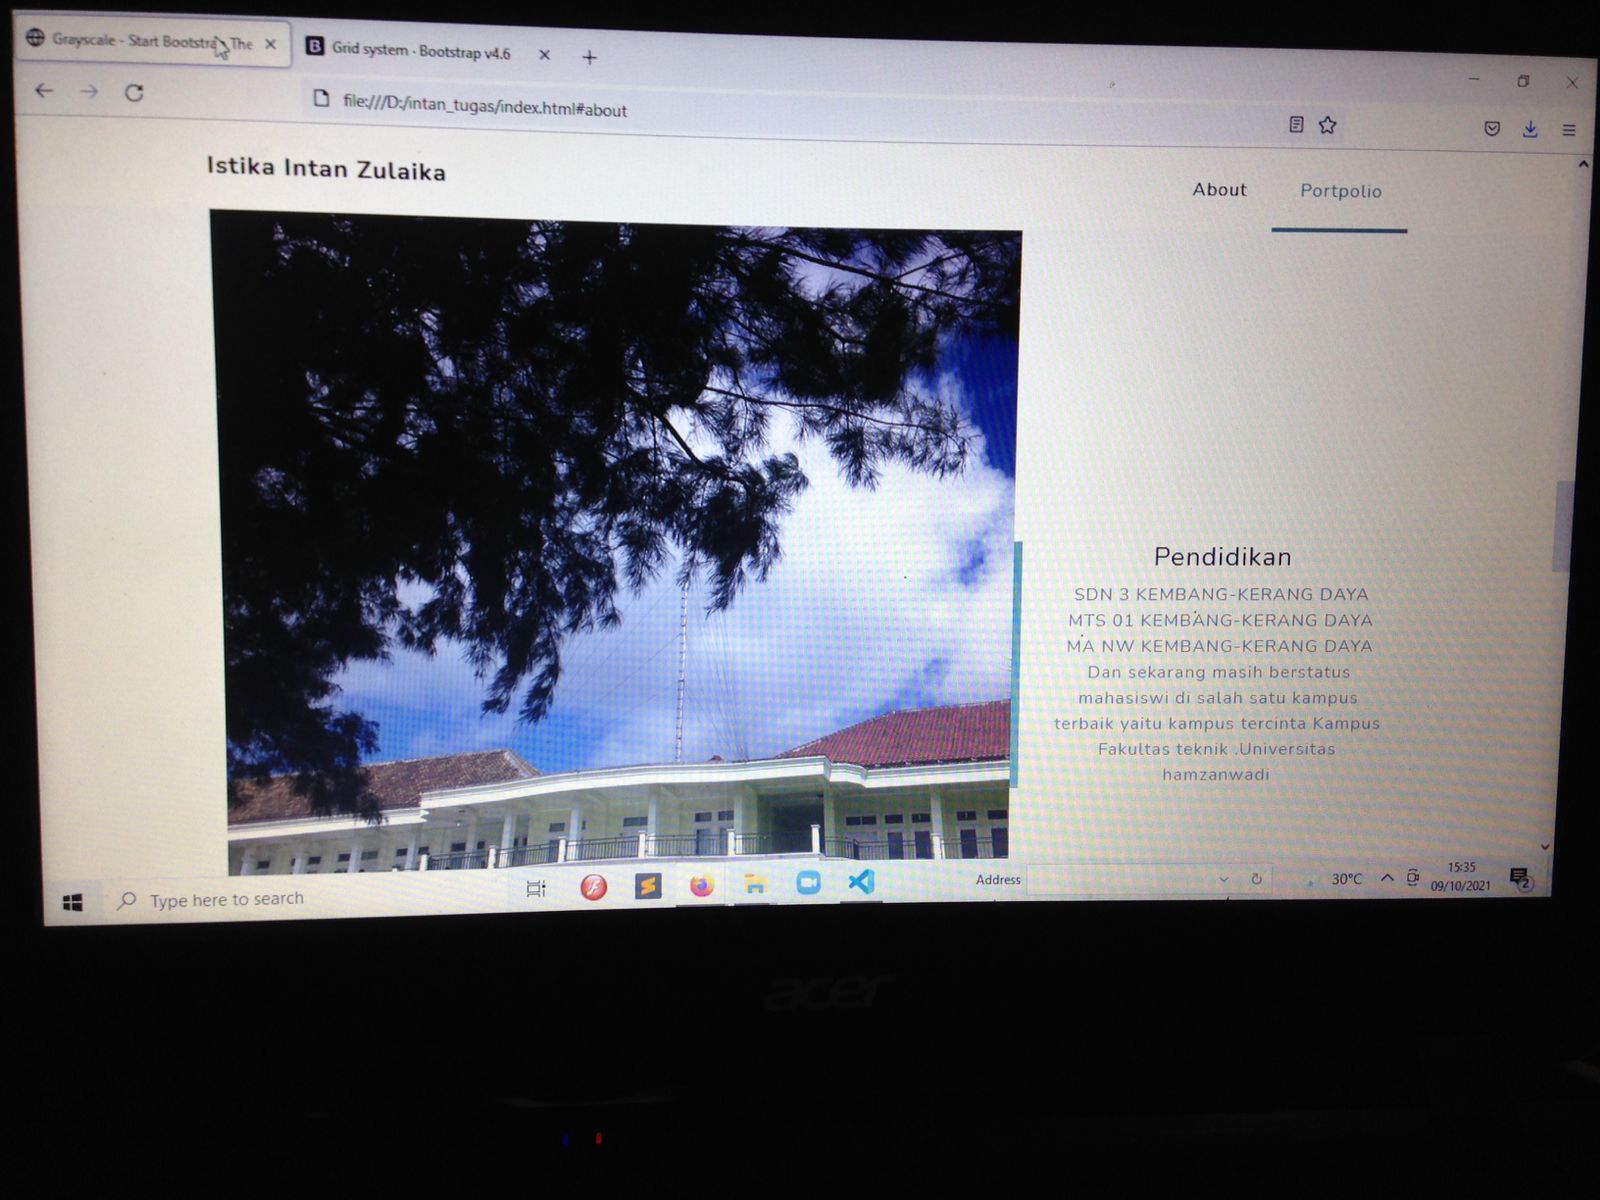 Grayscale - Start Bootstra The
Grid system · Bootstrap v4.6
file:///D:/intan_tugas/index.html#about
Istika Intan Zulaika
About
Portpolio
Pendidikan
SDN 3 KEMBANG-KERANG DAYA
MTS 01 KEMBANG-KERANG DAYA
MA NW KEMBANG-KERANG DAYA
Dan sekarang masih berstatus
mahasiswi di salah satu kampus
terbaik yaitu kampus tercinta Kampus
Fakultas teknik .Universitas
hamzanwadi
Type here to search
Address
30°C
15:35
09/10/2021
2
acer